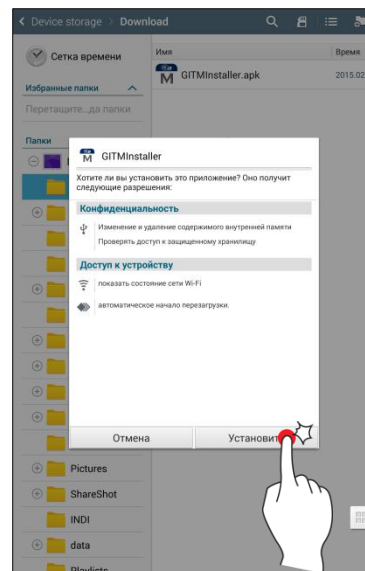 Device storage > Download
Сетка времени
Имя
Время
GITMInstaller.apk
2015.02
Избранные папки
Перетащите...да папки
Папки
M
GITMInstaller
Хотите ли вы установить это приложение? Оно получит
следующие разрешения:
Конфиденциальность
Изменение и удаление содержимого внутренней памяти
Проверять доступ к защищенному хранилищу
Доступ к устройству
показать состояние сети Wi-Fi
автоматическое начало перезагрузки.
Отмена
Установит
Pictures
ShareShot
INDI
data
Playlists